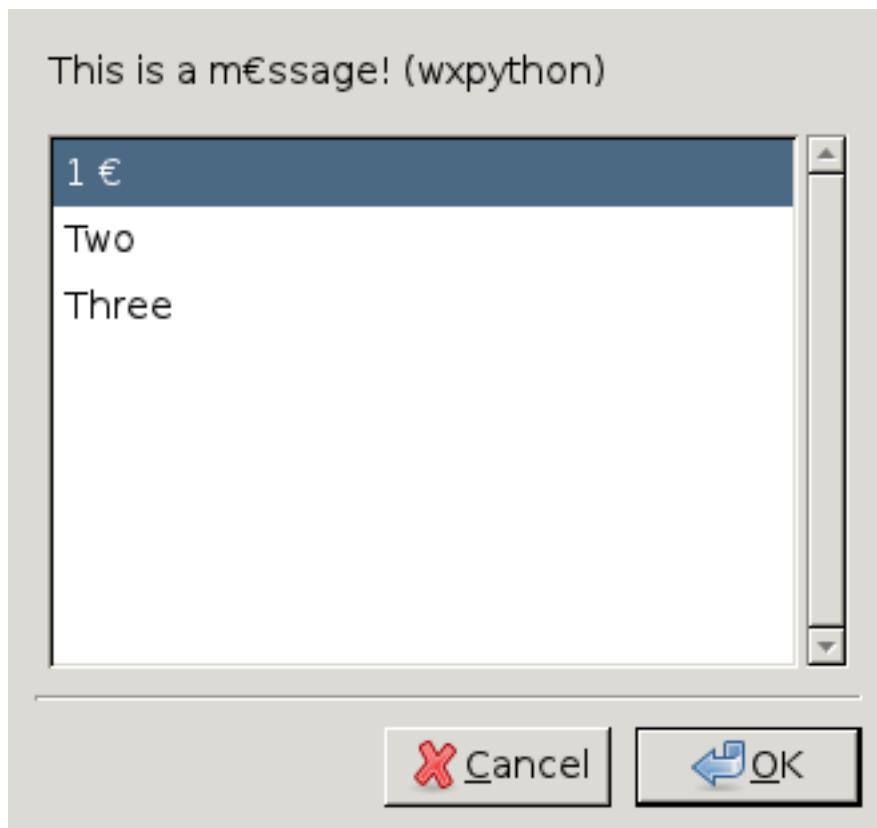 This is a m€ssage! (wxpython)
1 €
Two
Three
Cancel
OK